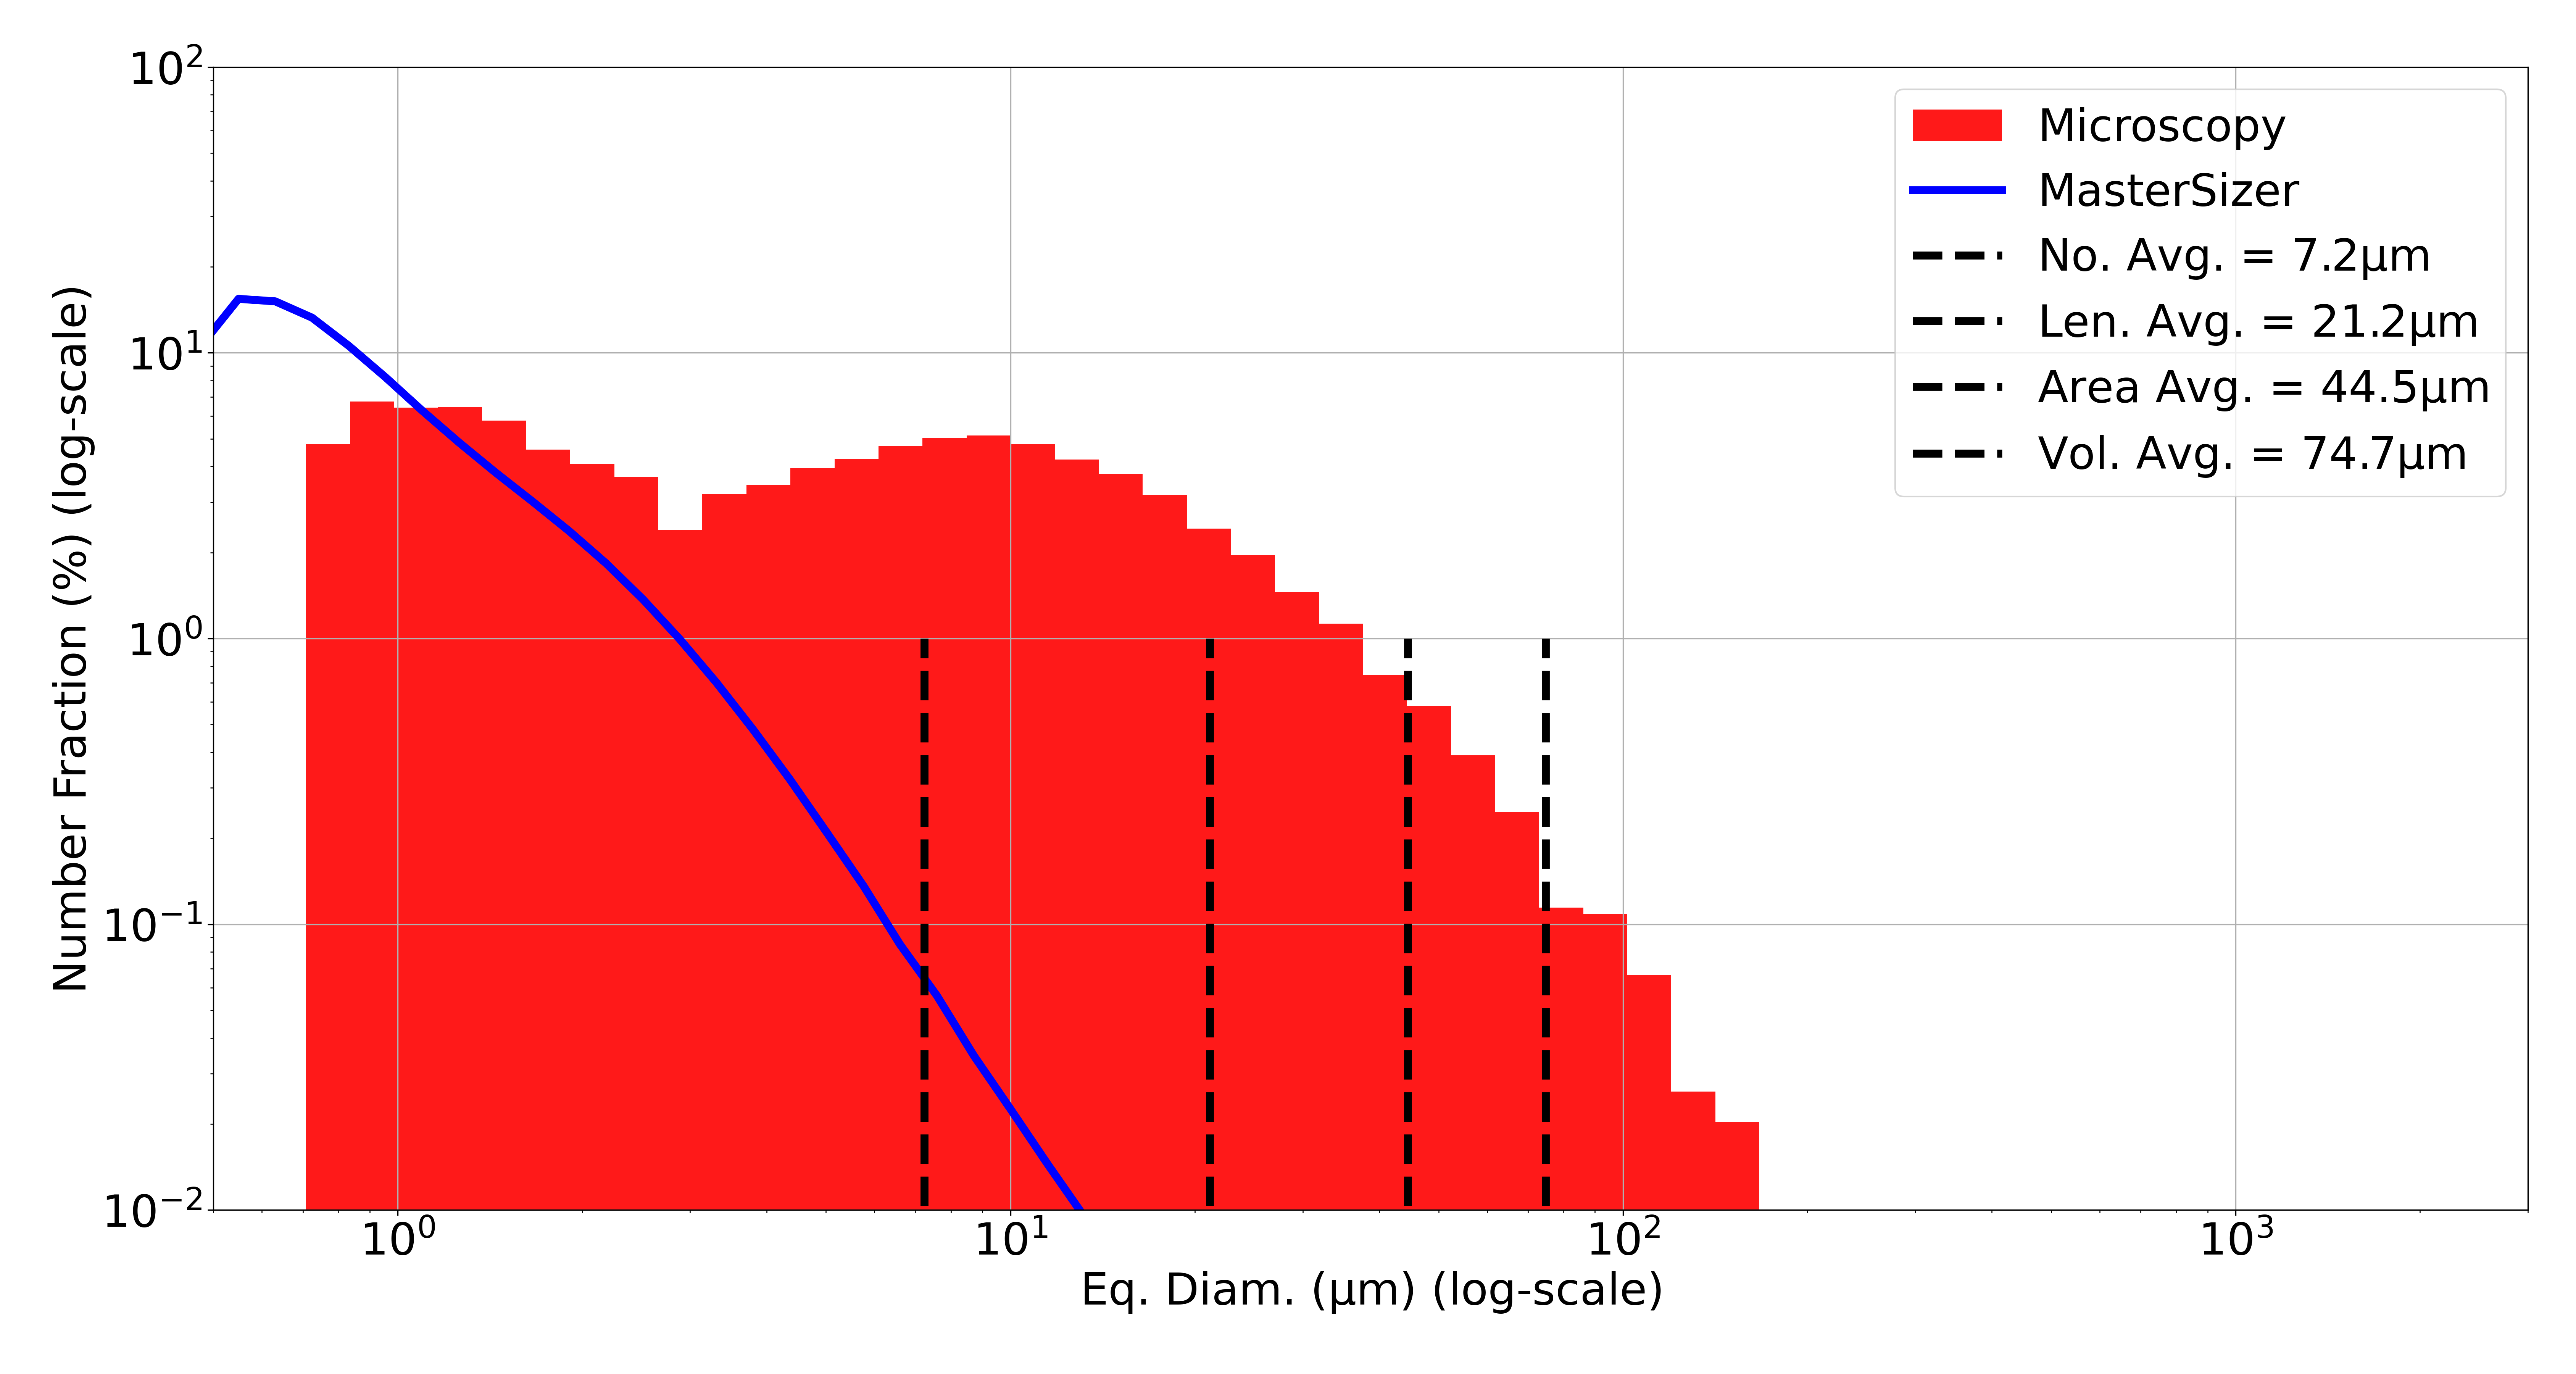 10²
10¹
10⁰
10⁻¹
10⁻²
Number Fraction (%) (log-scale)
Microscopy
MasterSizer
No. Avg. = 7.2µm
Len. Avg. = 21.2µm
Area Avg. = 44.5µm
Vol. Avg. = 74.7µm
10⁰ 10¹ 10² 10³
Eq. Diam. (µm) (log-scale)